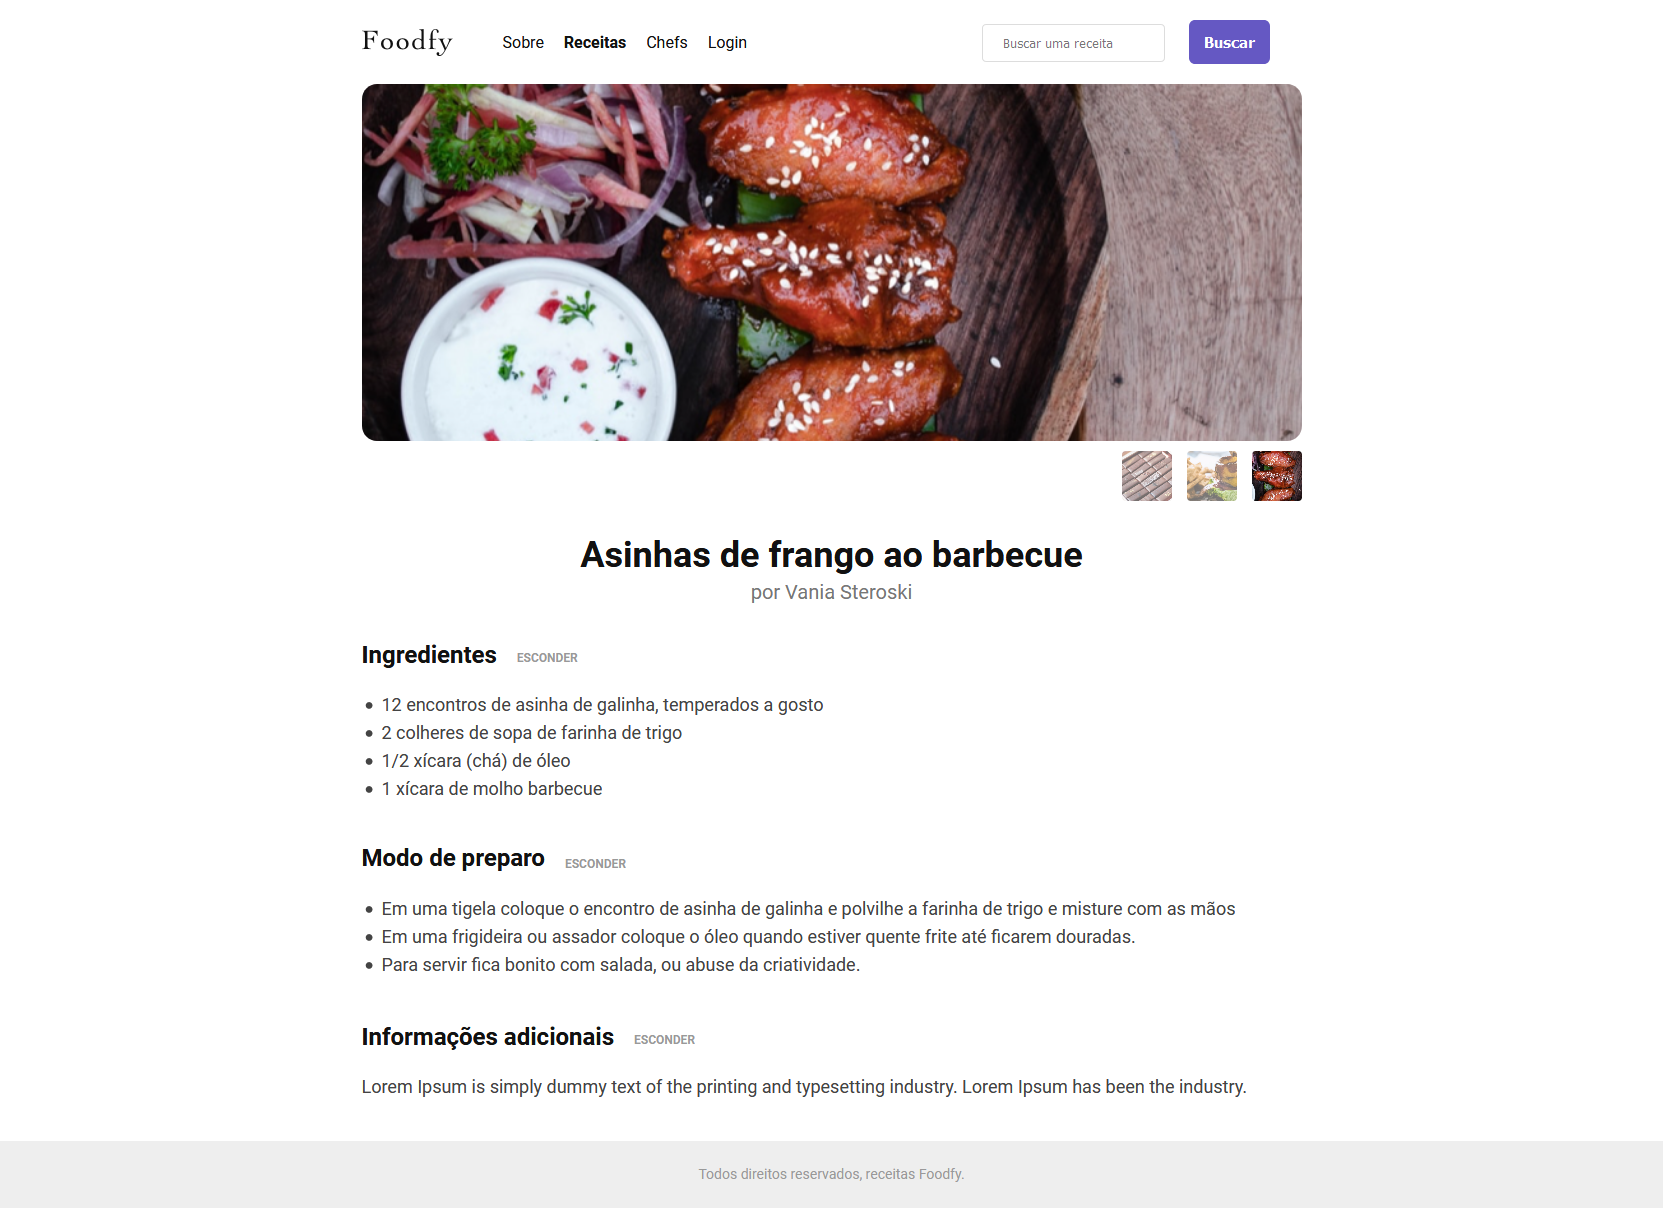 Foodfy
Sobre Receitas Chefs Login
Buscar uma receita
Buscar
Asinhas de frango ao barbecue
por Vania Steroski
Ingredientes ESCONDER
12 encontros de asinha de galinha, temperados a gosto
2 colheres de sopa de farinha de trigo
1/2 xícara (chá) de óleo
1 xícara de molho barbecue
Modo de preparo ESCONDER
Em uma tigela coloque o encontro de asinha de galinha e polvilhe a farinha de trigo e misture com as mãos
Em uma frigideira ou assador coloque o óleo quando estiver quente frite até ficarem douradas.
Para servir fica bonito com salada, ou abuse da criatividade.
Informações adicionais ESCONDER
Lorem Ipsum is simply dummy text of the printing and typesetting industry. Lorem Ipsum has been the industry.
Todos direitos reservados, receitas Foodfy.